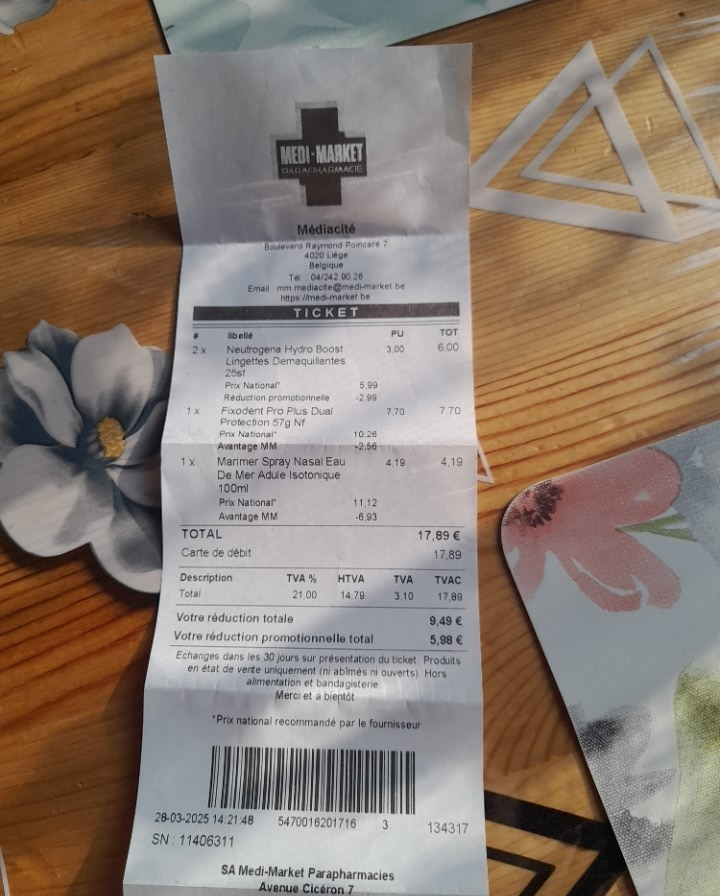 MEDI-MARKET
PARAPHARMACIE
Médiacité
Boulevard Raymond Poincare 7
4020 Liège
Belgique
Tel. : 04/242.90.26
Email : mm.mediacite@medi-market.be
https://medi-market.be
TICKET
# libellé PU TOT
2 x Neutrogena Hydro Boost 3,00 6,00
Lingettes Demaquillantes
25st
Prix National* 5,99
Réduction promotionnelle -2,99
1 x Fixodent Pro Plus Dual 7,70 7,70
Protection 57g Nf
Prix National* 10,26
Avantage MM -2,56
1 x Marimer Spray Nasal Eau 4,19 4,19
De Mer Adule Isotonique
100ml
Prix National* 11,12
Avantage MM -6,93
TOTAL 17,89 €
Carte de débit 17,89
Description TVA % HTVA TVA TVAC
Total 21,00 14,79 3,10 17,89
Votre réduction totale 9,49 €
Votre réduction promotionnelle total 5,98 €
Echanges dans les 30 jours sur présentation du ticket. Produits
en état de vente uniquement (ni abîmés ni ouverts). Hors
alimentation et bandagisterie.
Merci et à bientôt
*Prix national recommandé par le fournisseur
28-03-2025 14:21:48 5470016201716 3 134317
SN : 11406311
SA Medi-Market Parapharmacies
Avenue Cicéron 7